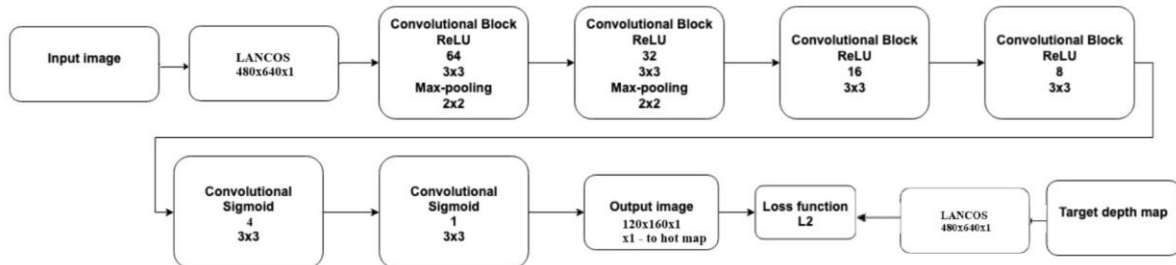 Input image
LANCOS
480x640x1
Convolutional Block
ReLU
64
3x3
Max-pooling
2x2
Convolutional Block
ReLU
32
3x3
Max-pooling
2x2
Convolutional Block
ReLU
16
3x3
Convolutional Block
ReLU
8
3x3
Convolutional
Sigmoid
4
3x3
Convolutional
Sigmoid
1
3x3
Output image
120x160x1
x1 - to hot map
Loss function
L2
LANCOS
480x640x1
Target depth map